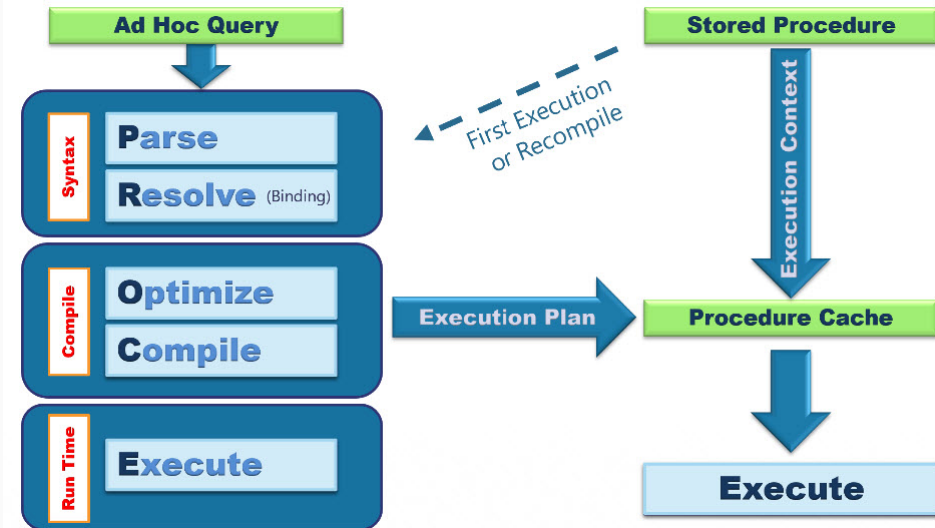 Ad Hoc Query
Stored Procedure
First Execution
or Recompile
Execution Context
Syntax
Parse
Resolve (Binding)
Compile
Optimize
Compile
Execution Plan
Procedure Cache
Run Time
Execute
Execute